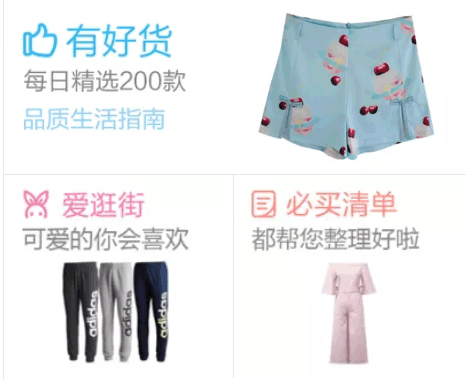 有好货
每日精选200款
品质生活指南
爱逛街
可爱的你会喜欢
必买清单
都帮您整理好啦
adidas
adidas
adidas